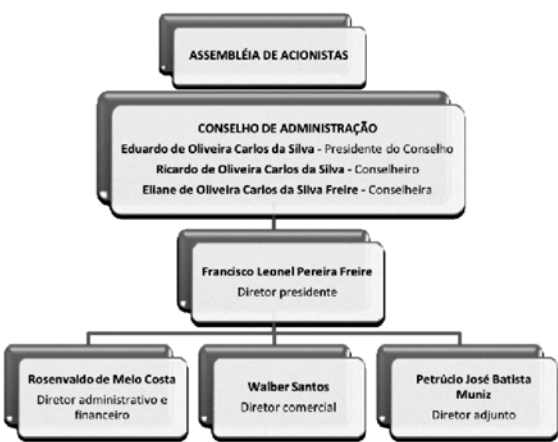 ASSEMBLÉIA DE ACIONISTAS
CONSELHO DE ADMINISTRAÇÃO
Eduardo de Oliveira Carlos da Silva - Presidente do Conselho
Ricardo de Oliveira Carlos da Silva - Conselheiro
Eliane de Oliveira Carlos da Silva Freire - Conselheira
Francisco Leonel Pereira Freire
Diretor presidente
Rosenvaldo de Melo Costa
Diretor administrativo e
financeiro
Walber Santos
Diretor comercial
Petrúcio José Batista
Muniz
Diretor adjunto